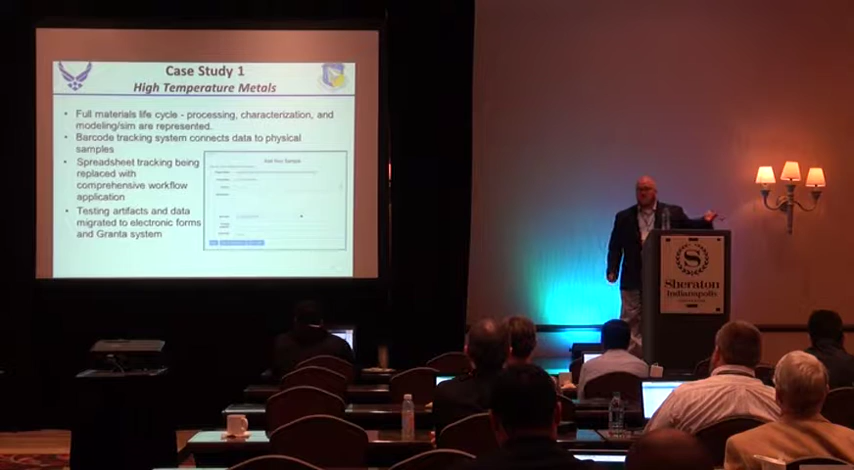 Case Study 1
High Temperature Metals
• Full materials life cycle - processing, characterization, and
modeling/sim are represented.
• Barcode tracking system connects data to physical
samples
• Spreadsheet tracking being
replaced with
comprehensive workflow
application
• Testing artifacts and data
migrated to electronic forms
and Granta system
S
Sheraton
Indianapolis